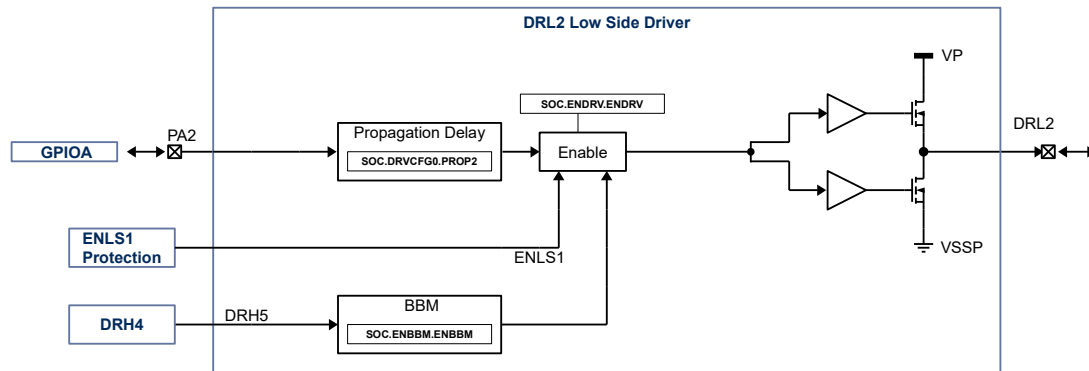 DRL2 Low Side Driver
VP
SOC.ENDRV.ENDRV
PA2
Propagation Delay
DRL2
GPIOA
SOC.DRVCFG0.PROP2
Enable
ENLS1
Protection
ENLS1
VSSP
BBM
DRH4
DRH5
SOC.ENBBM.ENBBM